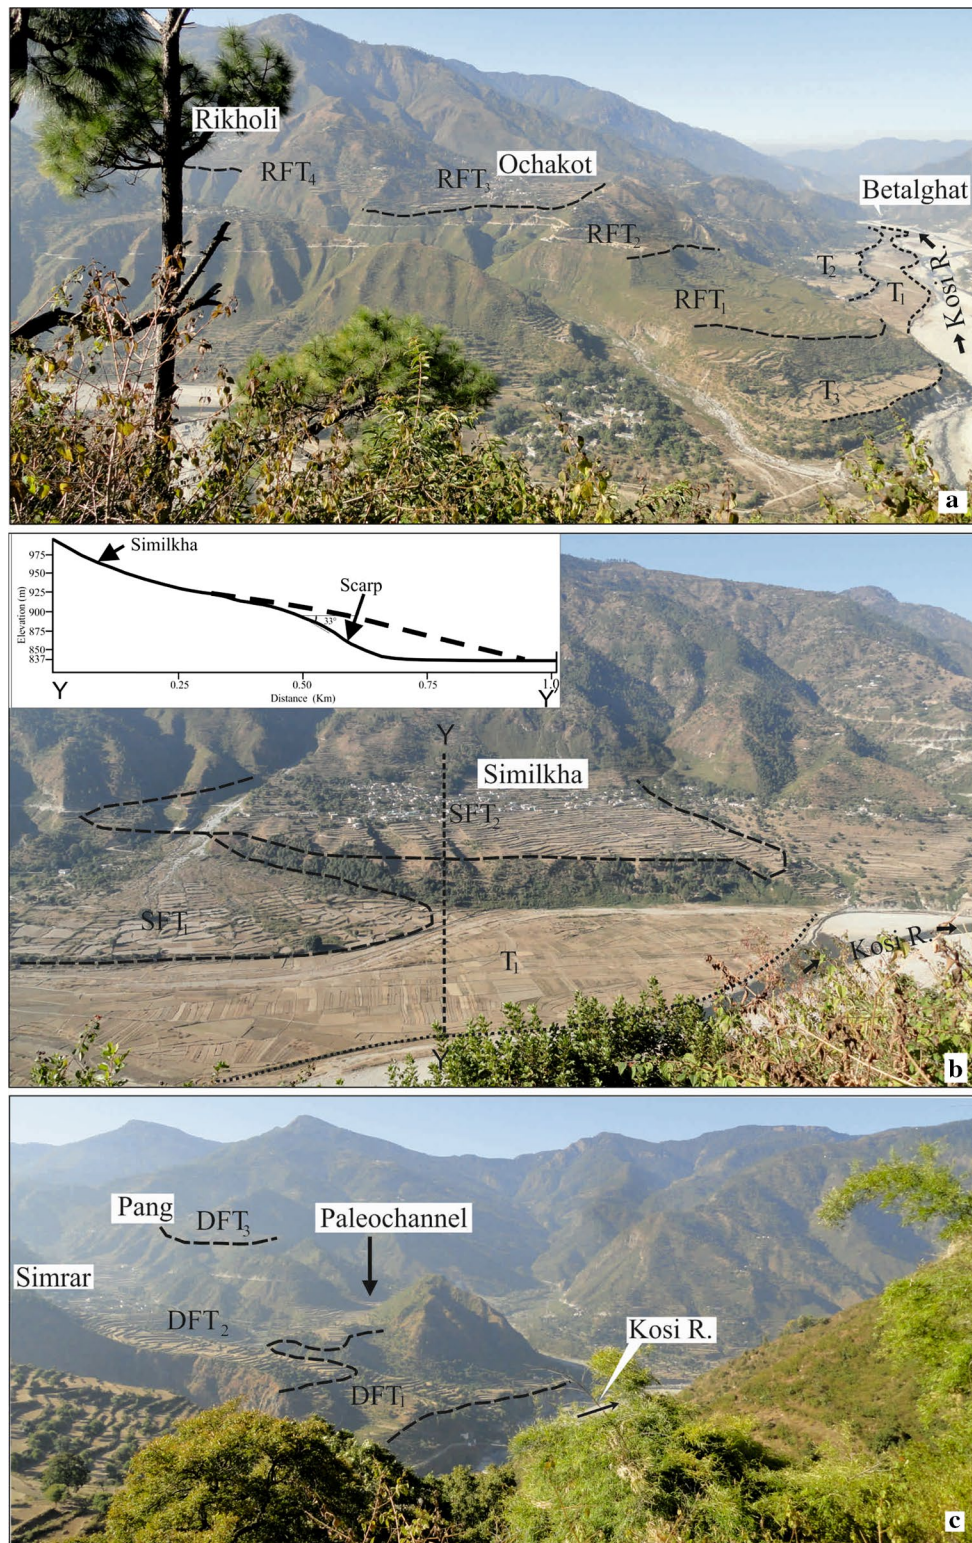 Rikholi
RFT4
RFT3
Ochakot
Betalghat
RFT2
T2
T1
Kosi R.
RFT1
T3
a
Similkha
Scarp
33°
Elevation (m)
975
950
925
900
875
850
837
0.25
0.50
0.75
1.0
Y
Distance (Km)
Y'
Y
Similkha
SFT2
SFT1
T1
Kosi R.
Y'
b
Pang
DFT3
Paleochannel
Simrar
DFT2
Kosi R.
DFT1
c